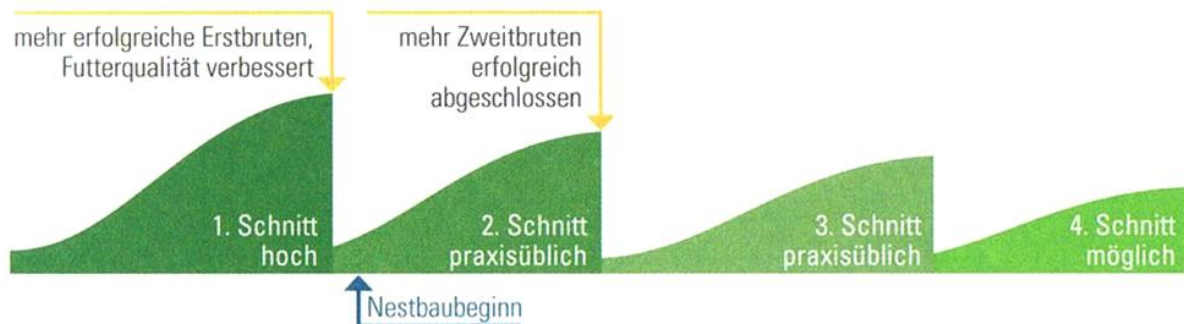 mehr erfolgreiche Erstbruten,
Futterqualität verbessert
mehr Zweitbruten
erfolgreich
abgeschlossen
1. Schnitt
hoch
2. Schnitt
praxisüblich
3. Schnitt
praxisüblich
4. Schnitt
möglich
Nestbaubeginn